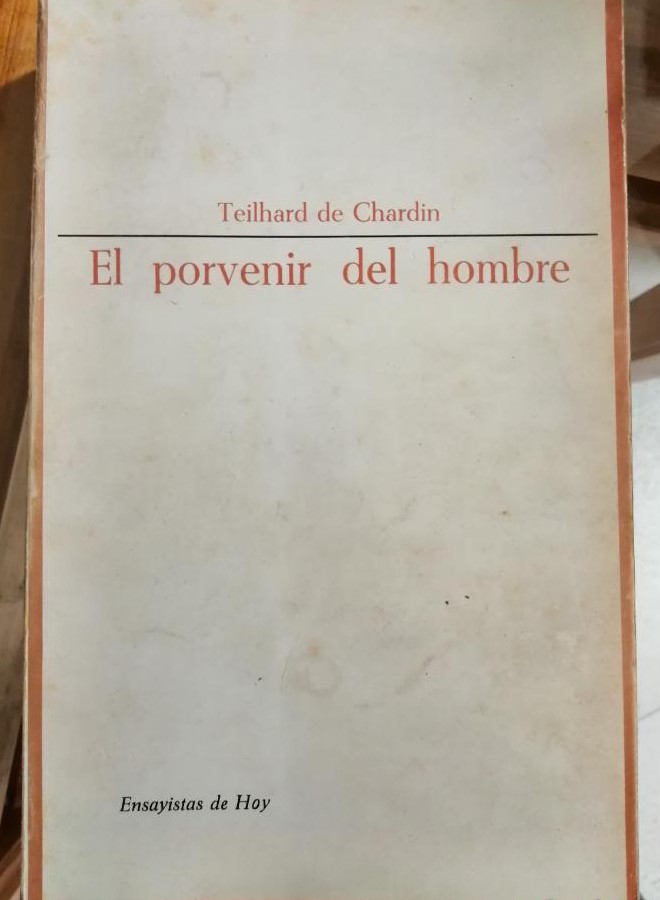 Teilhard de Chardin
El porvenir del hombre
Ensayistas de Hoy